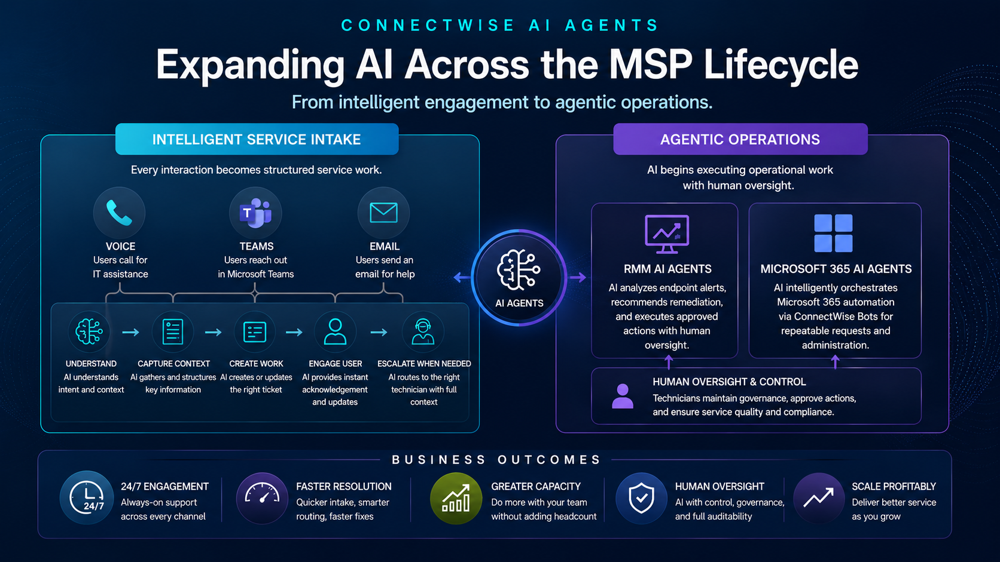 CONNECTWISE AI AGENTS
Expanding AI Across the MSP Lifecycle
From intelligent engagement to agentic operations.
INTELLIGENT SERVICE INTAKE
Every interaction becomes structured service work.
VOICE
Users call for
IT assistance
T
TEAMS
Users reach out
in Microsoft Teams
EMAIL
Users send an
email for help
UNDERSTAND
AI understands
intent and context
CAPTURE CONTEXT
AI gathers and structures
key information
CREATE WORK
AI creates or updates
the right ticket
ENGAGE USER
AI provides instant
acknowledgement
and updates
ESCALATE WHEN NEEDED
AI routes to the right
technician with full
context
AI AGENTS
AGENTIC OPERATIONS
AI begins executing operational work
with human oversight.
RMM AI AGENTS
AI analyzes endpoint alerts,
recommends remediation,
and executes approved
actions with human
oversight.
MICROSOFT 365 AI AGENTS
AI intelligently orchestrates
Microsoft 365 automation
via ConnectWise Bots for
repeatable requests and
administration.
HUMAN OVERSIGHT & CONTROL
Technicians maintain governance, approve actions,
and ensure service quality and compliance.
BUSINESS OUTCOMES
24/7
24/7 ENGAGEMENT
Always-on support
across every channel
FASTER RESOLUTION
Quicker intake, smarter
routing, faster fixes
GREATER CAPACITY
Do more with your team
without adding headcount
HUMAN OVERSIGHT
AI with control, governance,
and full auditability
SCALE PROFITABLY
Deliver better service
as you grow